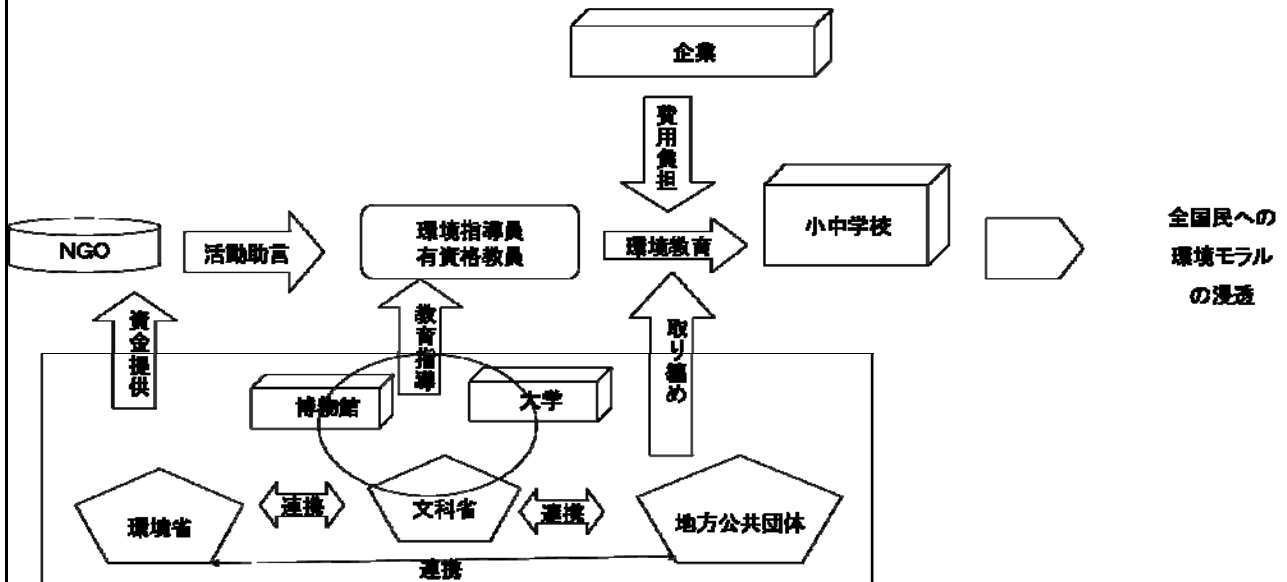 企業
費用負担
小中学校
全国民への
環境モラル
の浸透
NGO
活動助言
環境指導員
有資格教員
環境教育
資金提供
教育指導
取り纏め
博物館
大学
環境省
連携
文科省
連携
地方公共団体
連携